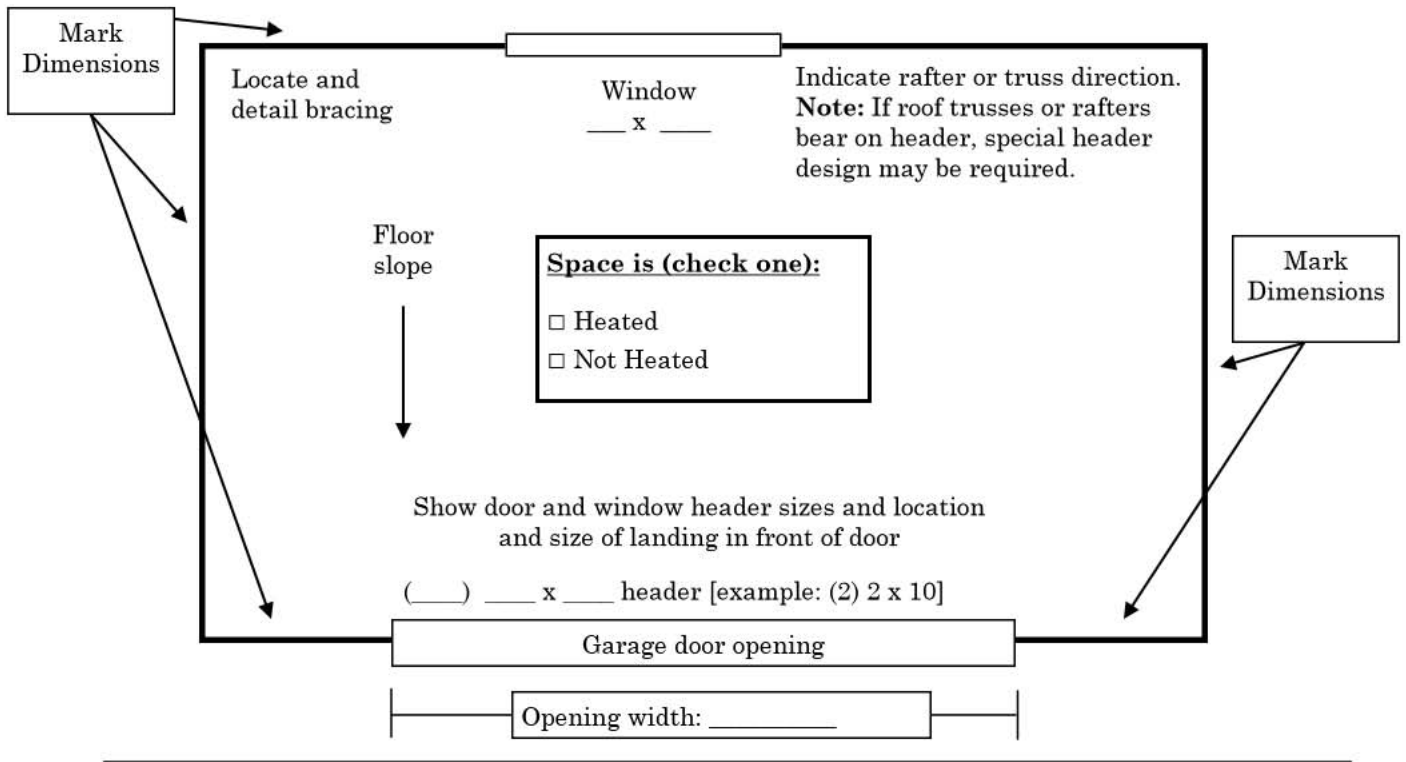 Mark
Dimensions
Locate and
detail bracing
Window
___ x ____
Indicate rafter or truss direction.
Note: If roof trusses or rafters
bear on header, special header
design may be required.
Floor
slope
Space is (check one):
☐ Heated
☐ Not Heated
Mark
Dimensions
Show door and window header sizes and location
and size of landing in front of door
(____) ____ x ____ header [example: (2) 2 x 10]
Garage door opening
Opening width: __________